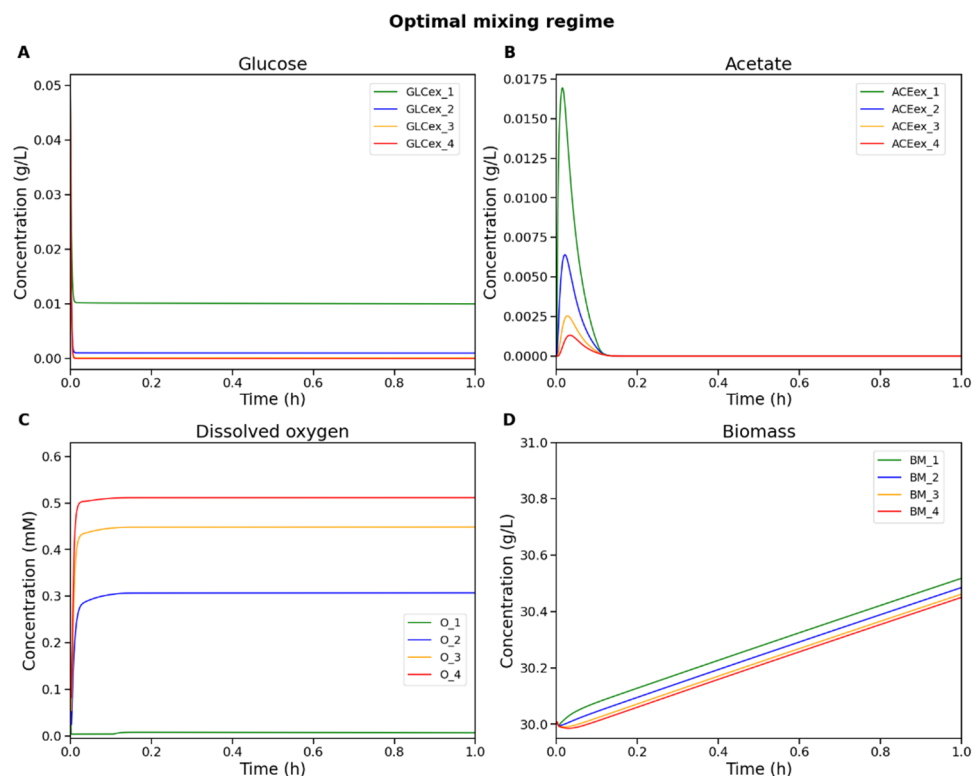 Optimal mixing regime
A
Glucose
Concentration (g/L)
0.05
0.04
0.03
0.02
0.01
0.00
GLCex_1
GLCex_2
GLCex_3
GLCex_4
0.0 0.2 0.4 0.6 0.8 1.0
Time (h)
B
Acetate
Concentration (g/L)
0.0175
0.0150
0.0125
0.0100
0.0075
0.0050
0.0025
0.0000
ACEex_1
ACEex_2
ACEex_3
ACEex_4
0.0 0.2 0.4 0.6 0.8 1.0
Time (h)
C
Dissolved oxygen
Concentration (mM)
0.6
0.5
0.4
0.3
0.2
0.1
0.0
O_1
O_2
O_3
O_4
0.0 0.2 0.4 0.6 0.8 1.0
Time (h)
D
Biomass
Concentration (g/L)
31.0
30.8
30.6
30.4
30.2
30.0
BM_1
BM_2
BM_3
BM_4
0.0 0.2 0.4 0.6 0.8 1.0
Time (h)